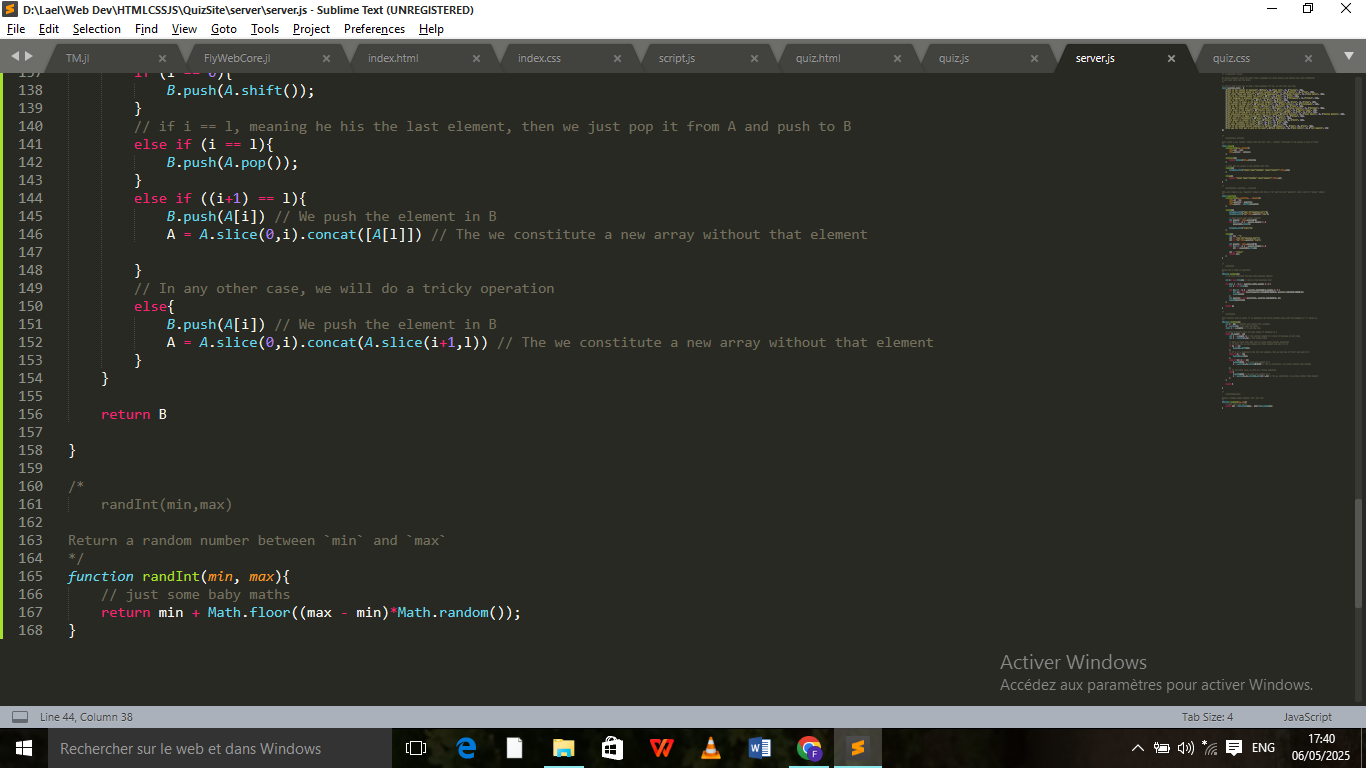 D:\Lael\Web Dev\HTMLCSSJS\QuizSite\server\server.js - Sublime Text (UNREGISTERED)
File Edit Selection Find View Goto Tools Project Preferences Help
TM.jl FlyWebCore.jl index.html index.css script.js quiz.html quiz.js server.js quiz.css
137 if (i == 0){
138 B.push(A.shift());
139 }
140 // if i == l, meaning he his the last element, then we just pop it from A and push to B
141 else if (i == l){
142 B.push(A.pop());
143 }
144 else if ((i+1) == l){
145 B.push(A[i]) // We push the element in B
146 A = A.slice(0,i).concat([A[l]]) // The we constitute a new array without that element
147
148 }
149 // In any other case, we will do a tricky operation
150 else{
151 B.push(A[i]) // We push the element in B
152 A = A.slice(0,i).concat(A.slice(i+1,l)) // The we constitute a new array without that element
153 }
154 }
155
156 return B
157
158 }
159
160 /*
161 randInt(min,max)
162
163 Return a random number between `min` and `max`
164 */
165 function randInt(min, max){
166 // just some baby maths
167 return min + Math.floor((max - min)*Math.random());
168 }
Activer Windows
Accédez aux paramètres pour activer Windows.
Line 44, Column 38 Tab Size: 4 JavaScript
Rechercher sur le web et dans Windows
ENG
17:40
06/05/2025